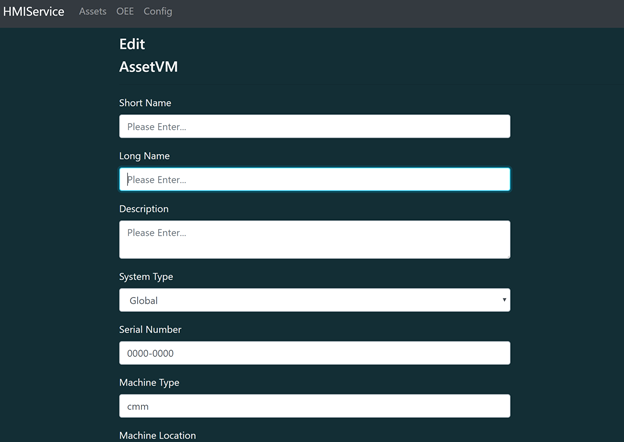 HMIService Assets OEE Config
Edit
AssetVM
Short Name
Please Enter...
Long Name
Please Enter...
Description
Please Enter...
System Type
Global
Serial Number
0000-0000
Machine Type
cmm
Machine Location